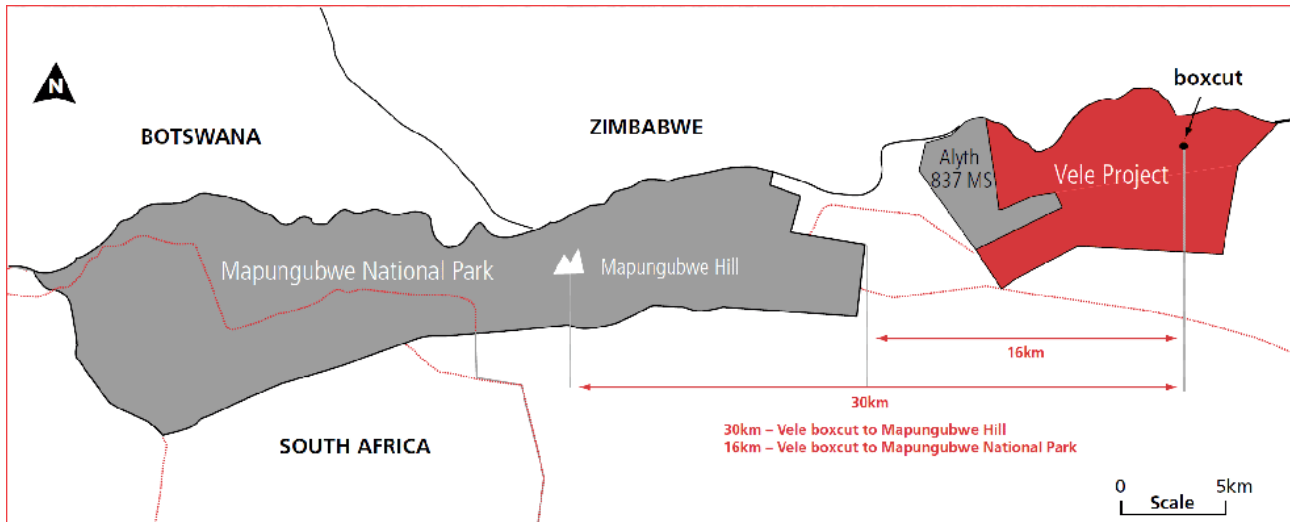 N
BOTSWANA
ZIMBABWE
boxcut
Alyth
837 MS
Vele Project
Mapungubwe National Park
Mapungubwe Hill
16km
30km
30km – Vele boxcut to Mapungubwe Hill
16km – Vele boxcut to Mapungubwe National Park
SOUTH AFRICA
0 5km
Scale